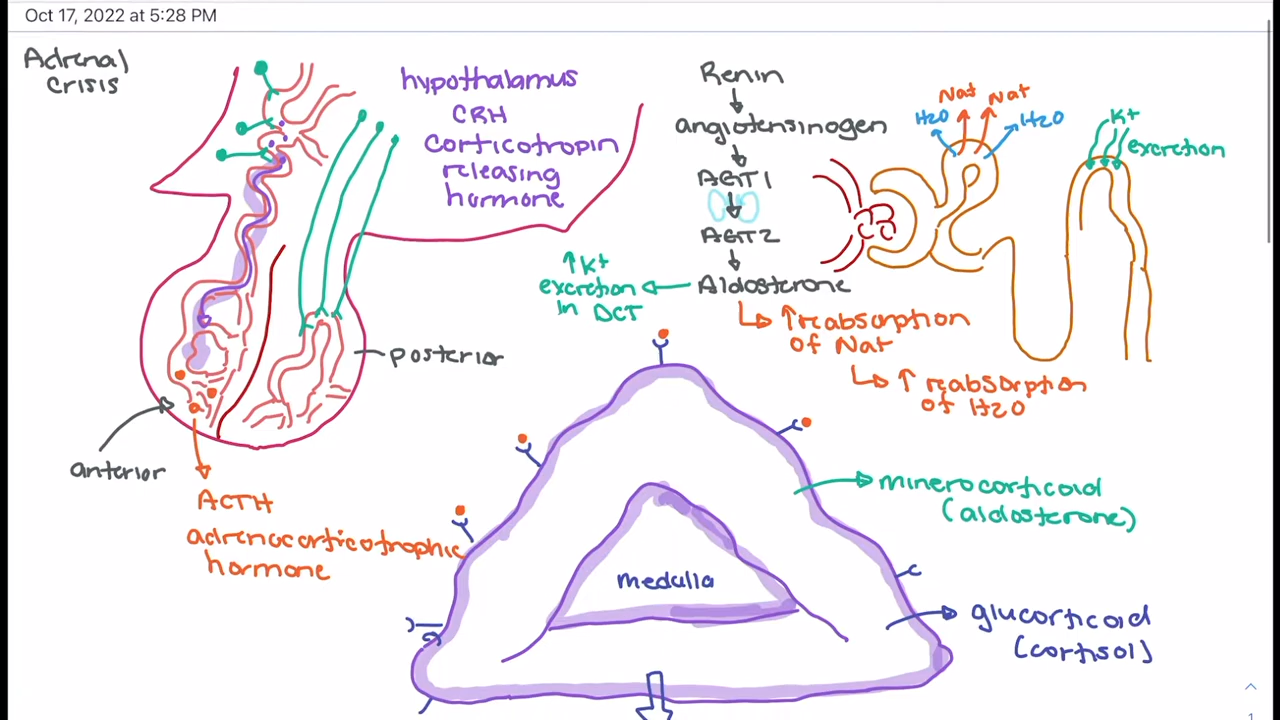 Oct 17, 2022 at 5:28 PM
Adrenal
crisis
hypothalamus
CRH
corticotropin
releasing
hormone
Renin
angiotensinogen
AGT1
AGT2
Aldosterone
↑K+
excretion
in DCT
↑reabsorption
of Na+
↑ reabsorption
of H2O
H2O
Na+
Na+
H2O
K+
excretion
posterior
anterior
ACTH
adrenocorticotrophic
hormone
medulla
minerocorticoid
(aldosterone)
glucorticoid
(cortisol)
1